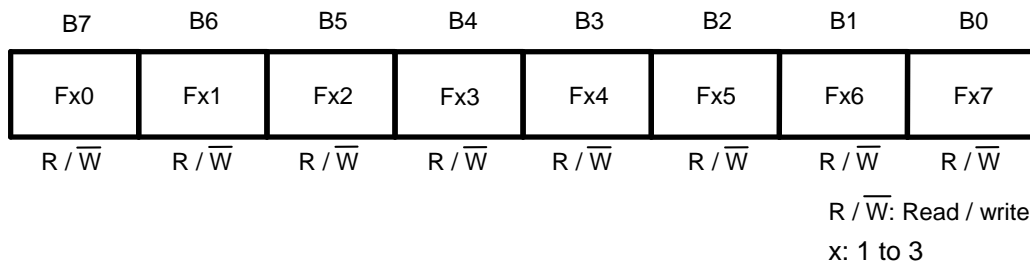 B7 B6 B5 B4 B3 B2 B1 B0
Fx0 Fx1 Fx2 Fx3 Fx4 Fx5 Fx6 Fx7
R / W̅ R / W̅ R / W̅ R / W̅ R / W̅ R / W̅ R / W̅ R / W̅
R / W̅: Read / write
x: 1 to 3